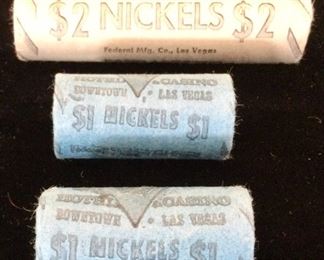 $2 NICKELS $2
Federal Mfg. Co., Las Vegas
HOTEL & CASINO
DOWNTOWN LAS VEGAS
$1 NICKELS $1
HOTEL & CASINO
DOWNTOWN • LAS VEGAS
$1 NICKELS $1